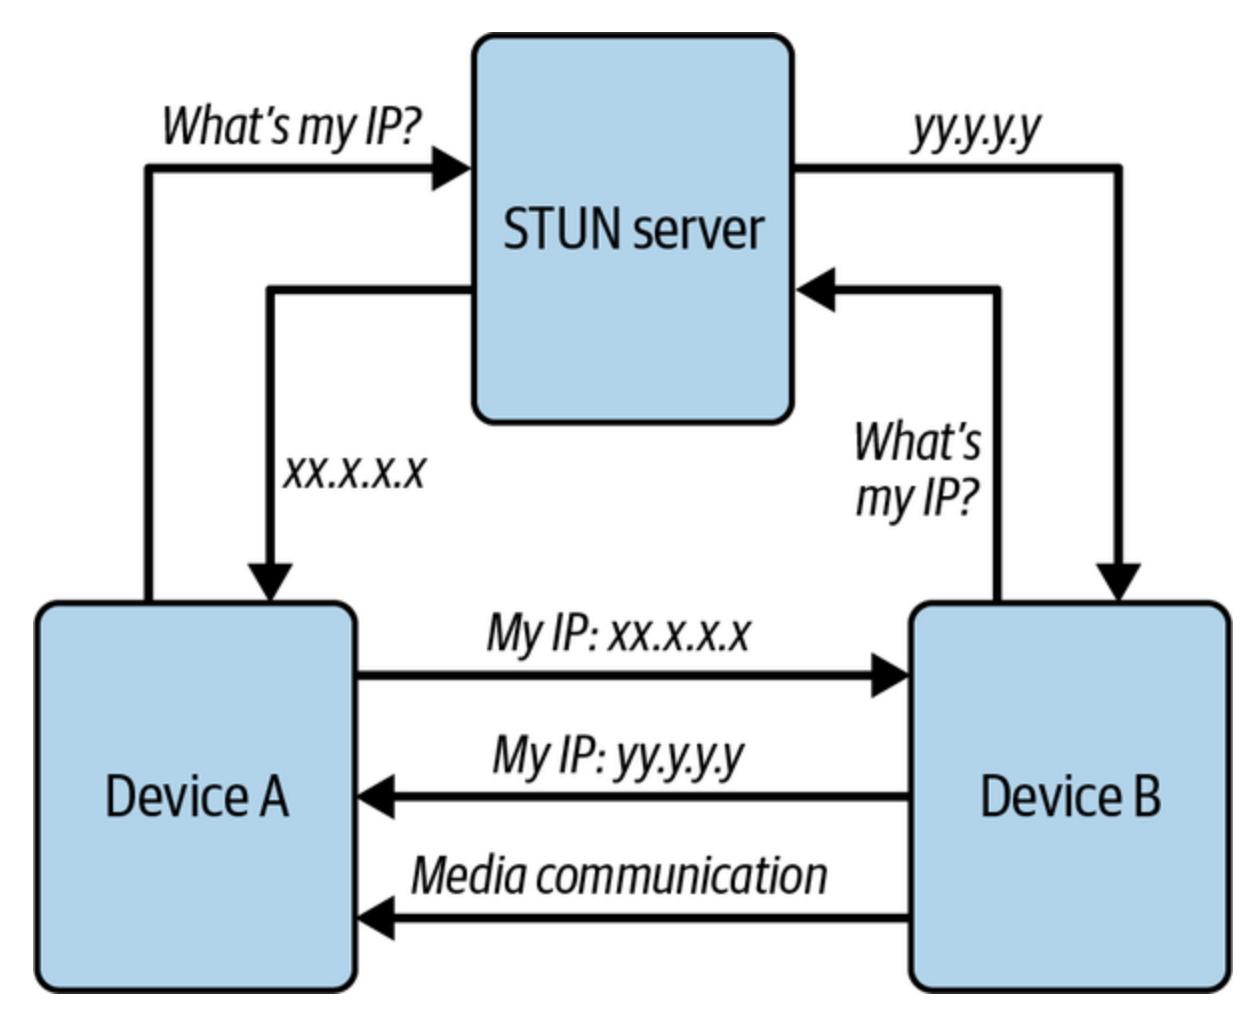 What's my IP?
yy.y.y.y
STUN server
xx.x.x.x
What's
my IP?
My IP: xx.x.x.x
My IP: yy.y.y.y
Media communication
Device A
Device B